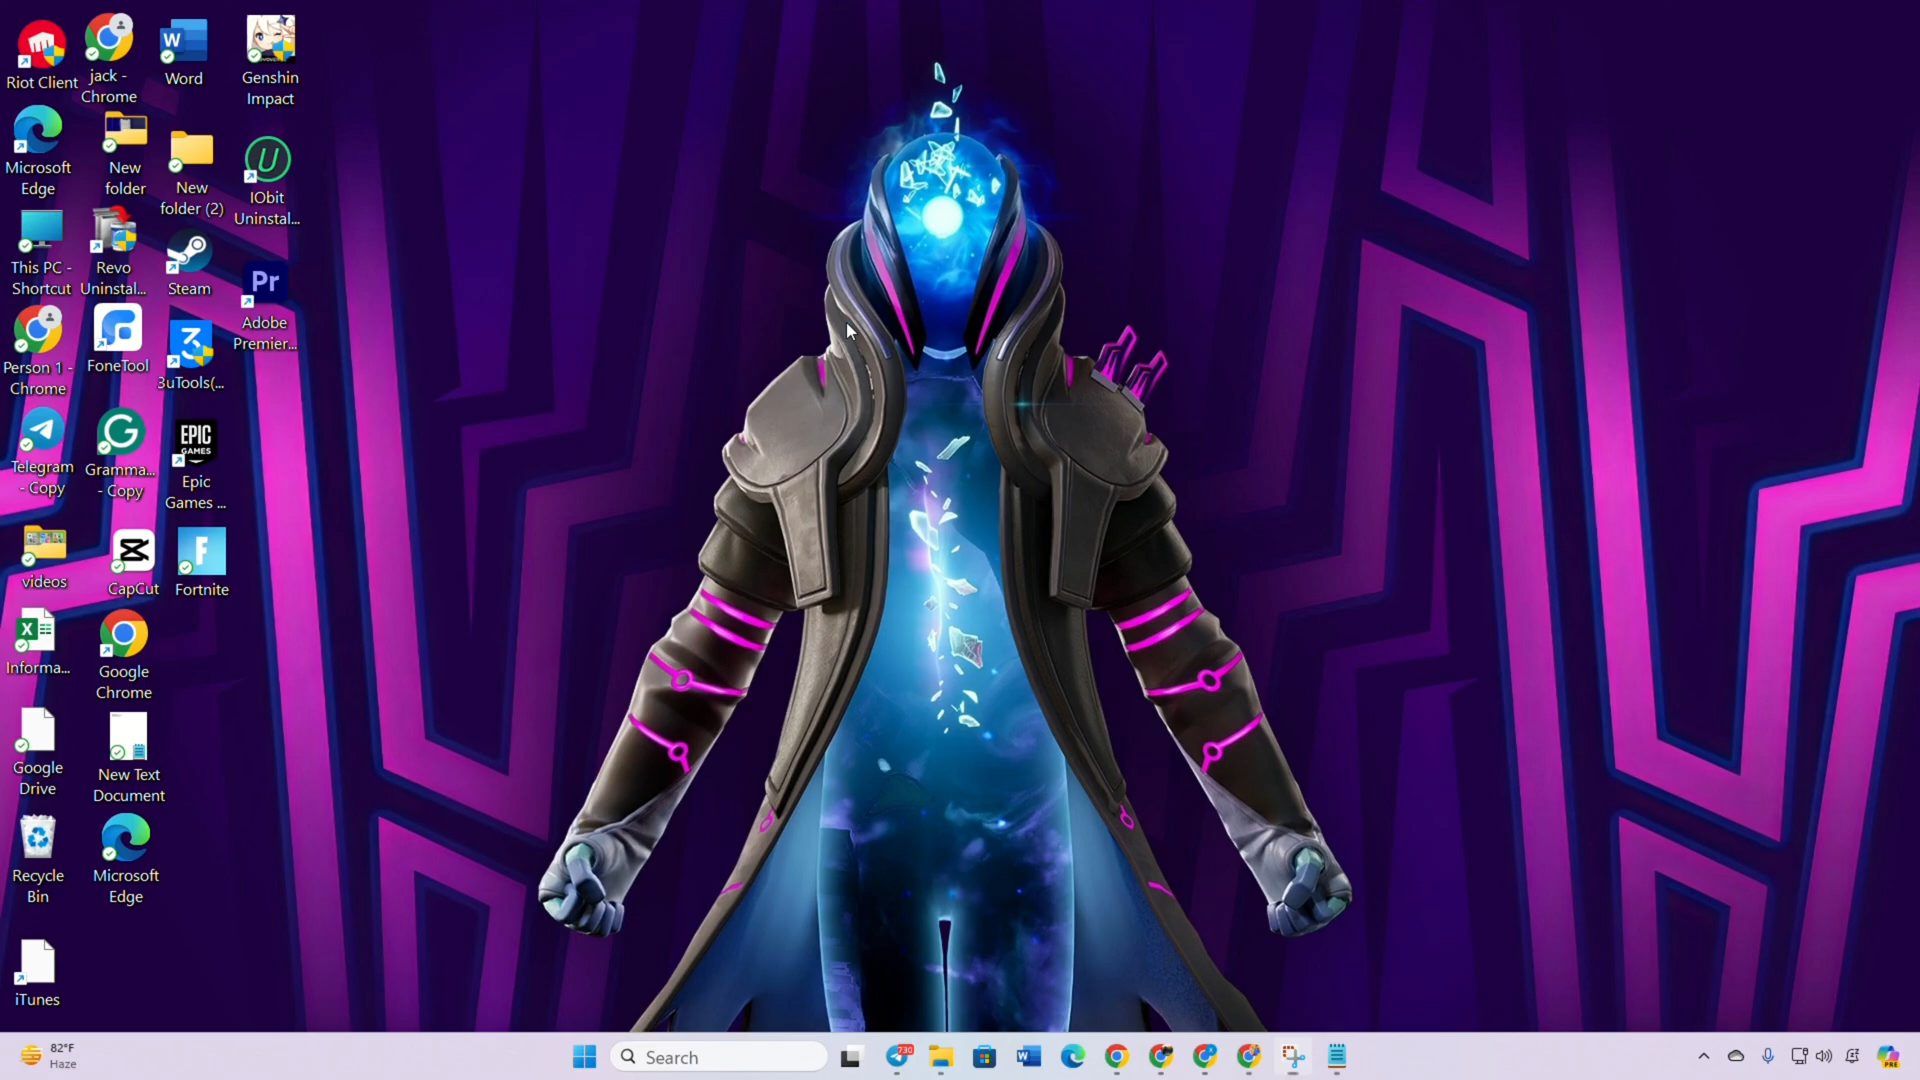 Riot Client
jack -
Chrome
Word
Genshin
Impact
Microsoft
Edge
New
folder
New
folder (2)
IObit
Uninstal...
This PC -
Shortcut
Revo
Uninstal...
Steam
Pr
Adobe
Premier...
Person 1 -
Chrome
FoneTool
3uTools(...
Telegram
- Copy
Gramma...
- Copy
EPIC
GAMES
Epic
Games ...
videos
CapCut
Fortnite
Informa...
Google
Chrome
Google
Drive
New Text
Document
Recycle
Bin
Microsoft
Edge
iTunes
82°F
Haze
Search
730
PRE